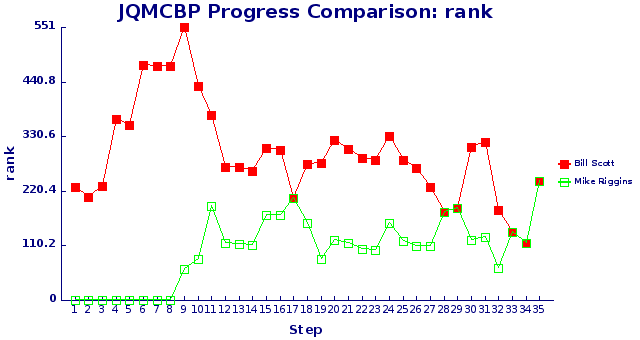 JQMCBP Progress Comparison: rank
551
440.8
330.6
220.4
110.2
0
rank
1 2 3 4 5 6 7 8 9 10 11 12 13 14 15 16 17 18 19 20 21 22 23 24 25 26 27 28 29 30 31 32 33 34 35
Step
Bill Scott
Mike Riggins